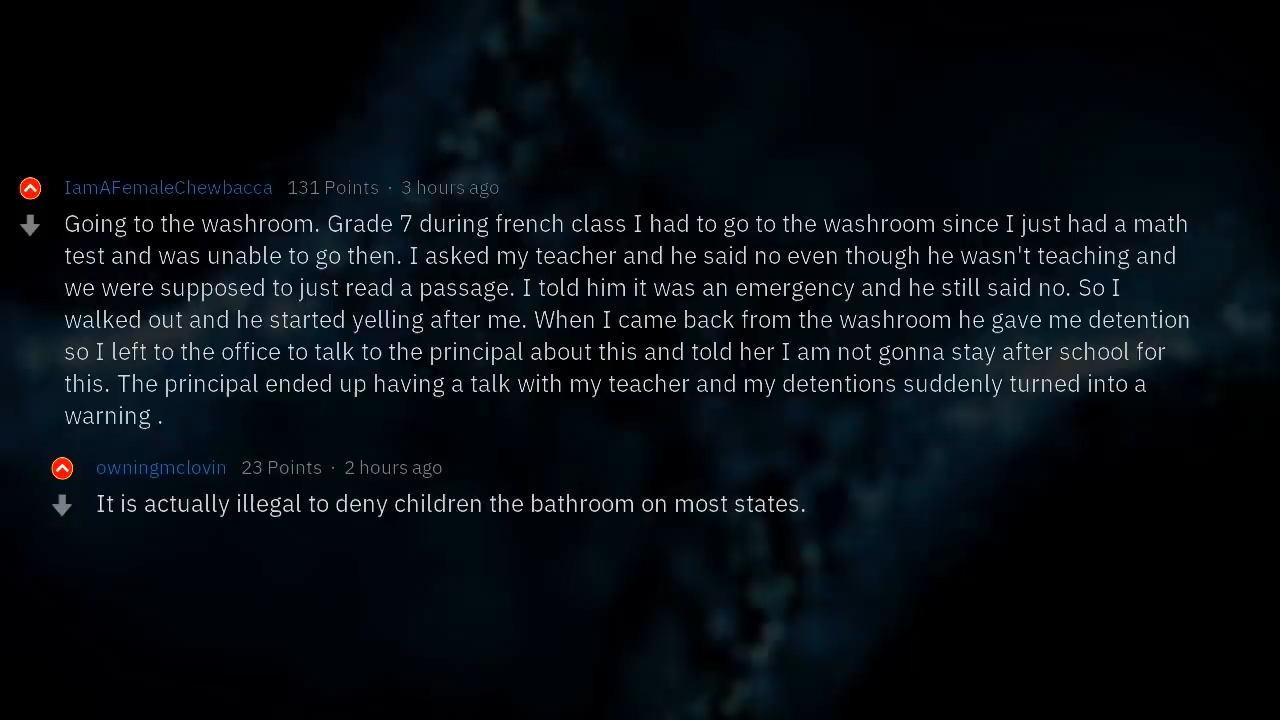 IamAFemaleChewbacca 131 Points · 3 hours ago
Going to the washroom. Grade 7 during french class I had to go to the washroom since I just had a math
test and was unable to go then. I asked my teacher and he said no even though he wasn't teaching and
we were supposed to just read a passage. I told him it was an emergency and he still said no. So I
walked out and he started yelling after me. When I came back from the washroom he gave me detention
so I left to the office to talk to the principal about this and told her I am not gonna stay after school for
this. The principal ended up having a talk with my teacher and my detentions suddenly turned into a
warning .
owningmclovin 23 Points · 2 hours ago
It is actually illegal to deny children the bathroom on most states.